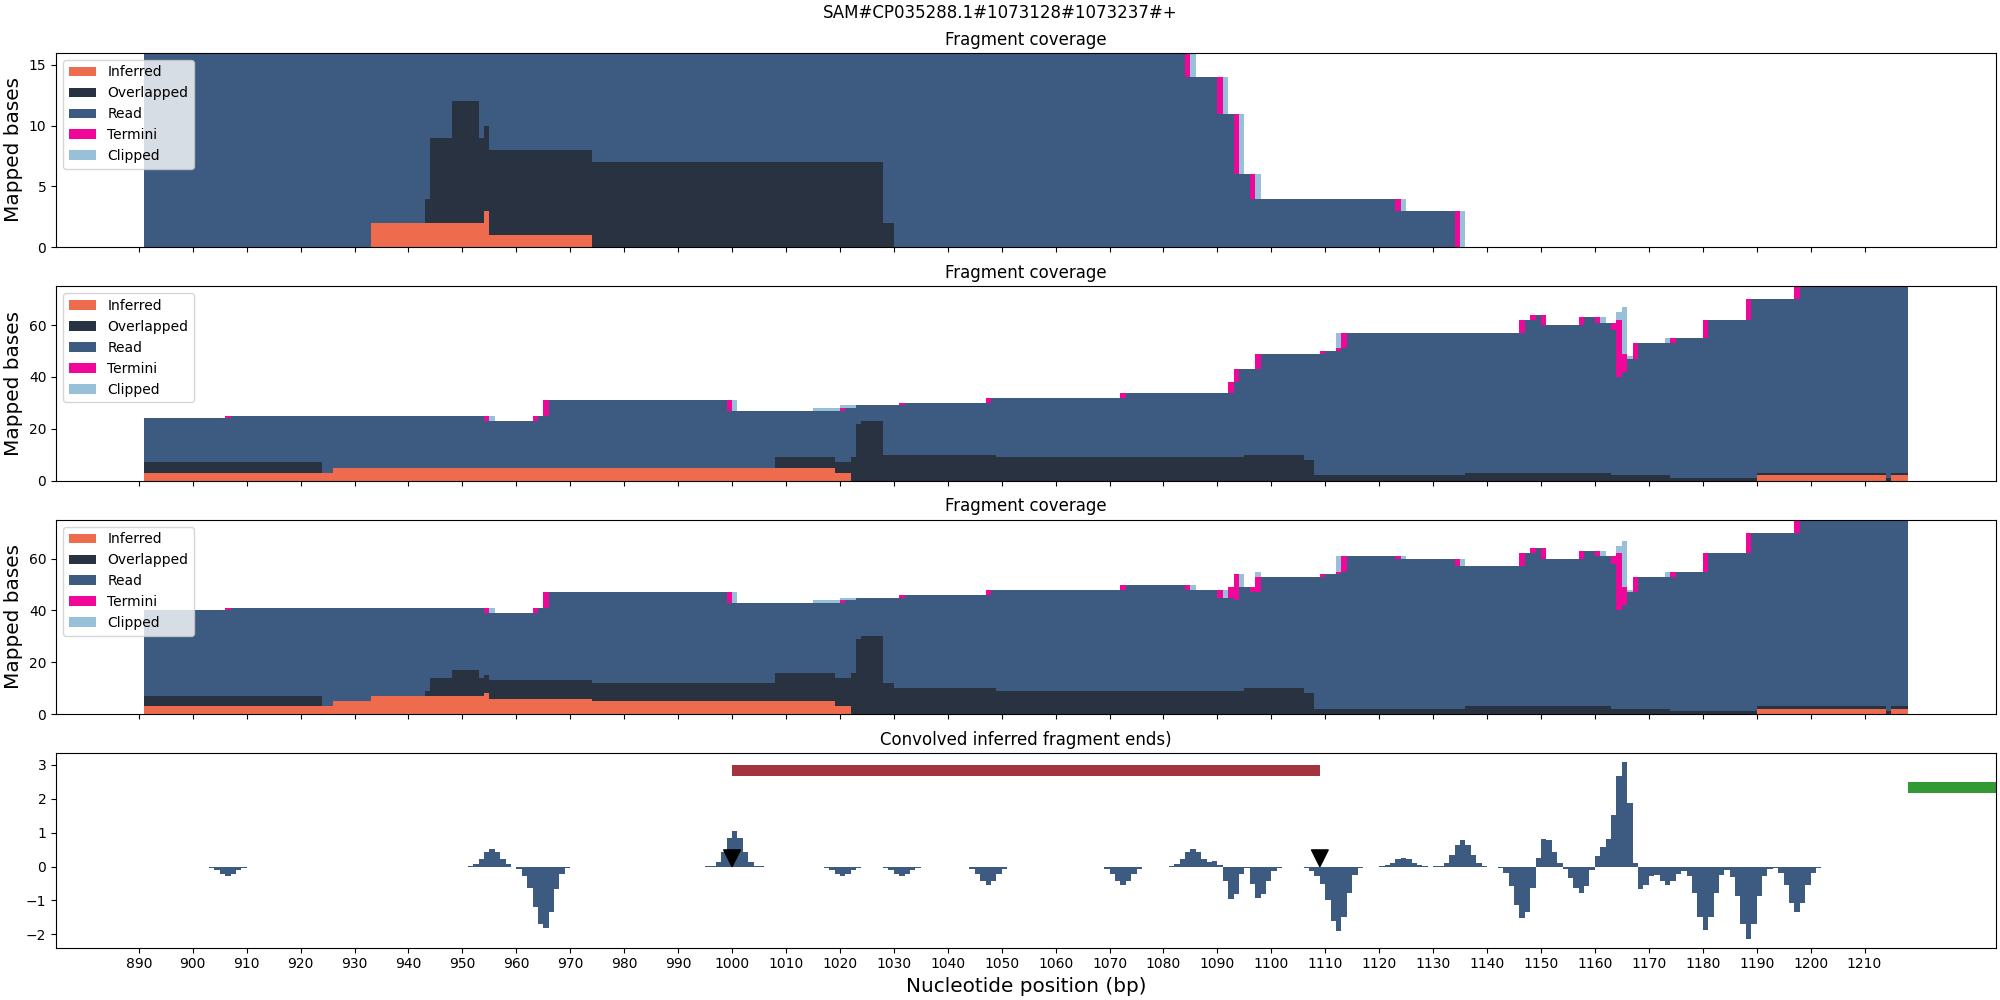 SAM#CP035288.1#1073128#1073237#+
Fragment coverage
Mapped bases
15
10
5
0
Inferred
Overlapped
Read
Termini
Clipped
Fragment coverage
Mapped bases
60
40
20
0
Inferred
Overlapped
Read
Termini
Clipped
Fragment coverage
Mapped bases
60
40
20
0
Inferred
Overlapped
Read
Termini
Clipped
Convolved inferred fragment ends)
3
2
1
0
−1
−2
890 900 910 920 930 940 950 960 970 980 990 1000 1010 1020 1030 1040 1050 1060 1070 1080 1090 1100 1110 1120 1130 1140 1150 1160 1170 1180 1190 1200 1210
Nucleotide position (bp)